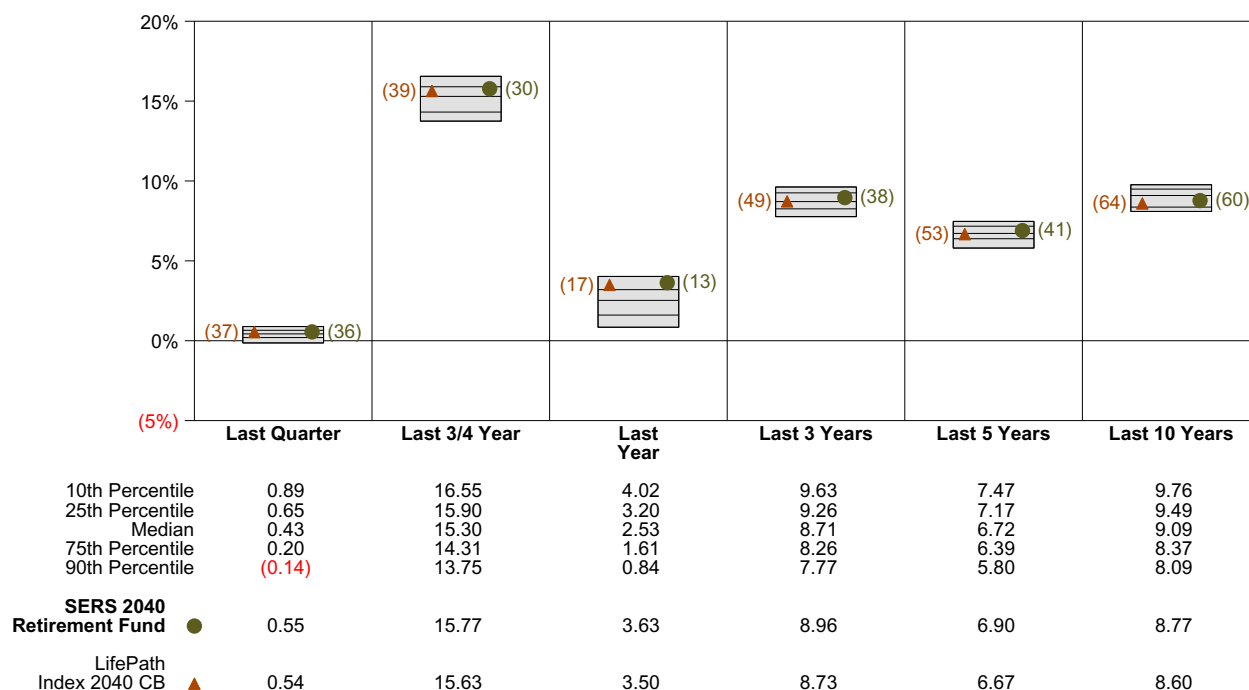 20%
15%
10%
5%
0%
(5%)
(37) (36)
(39) (30)
(17) (13)
(49) (38)
(53) (41)
(64) (60)
Last Quarter Last 3/4 Year Last Year Last 3 Years Last 5 Years Last 10 Years
10th Percentile 0.89 16.55 4.02 9.63 7.47 9.76
25th Percentile 0.65 15.90 3.20 9.26 7.17 9.49
Median 0.43 15.30 2.53 8.71 6.72 9.09
75th Percentile 0.20 14.31 1.61 8.26 6.39 8.37
90th Percentile (0.14) 13.75 0.84 7.77 5.80 8.09
SERS 2040
Retirement Fund 0.55 15.77 3.63 8.96 6.90 8.77
LifePath
Index 2040 CB 0.54 15.63 3.50 8.73 6.67 8.60